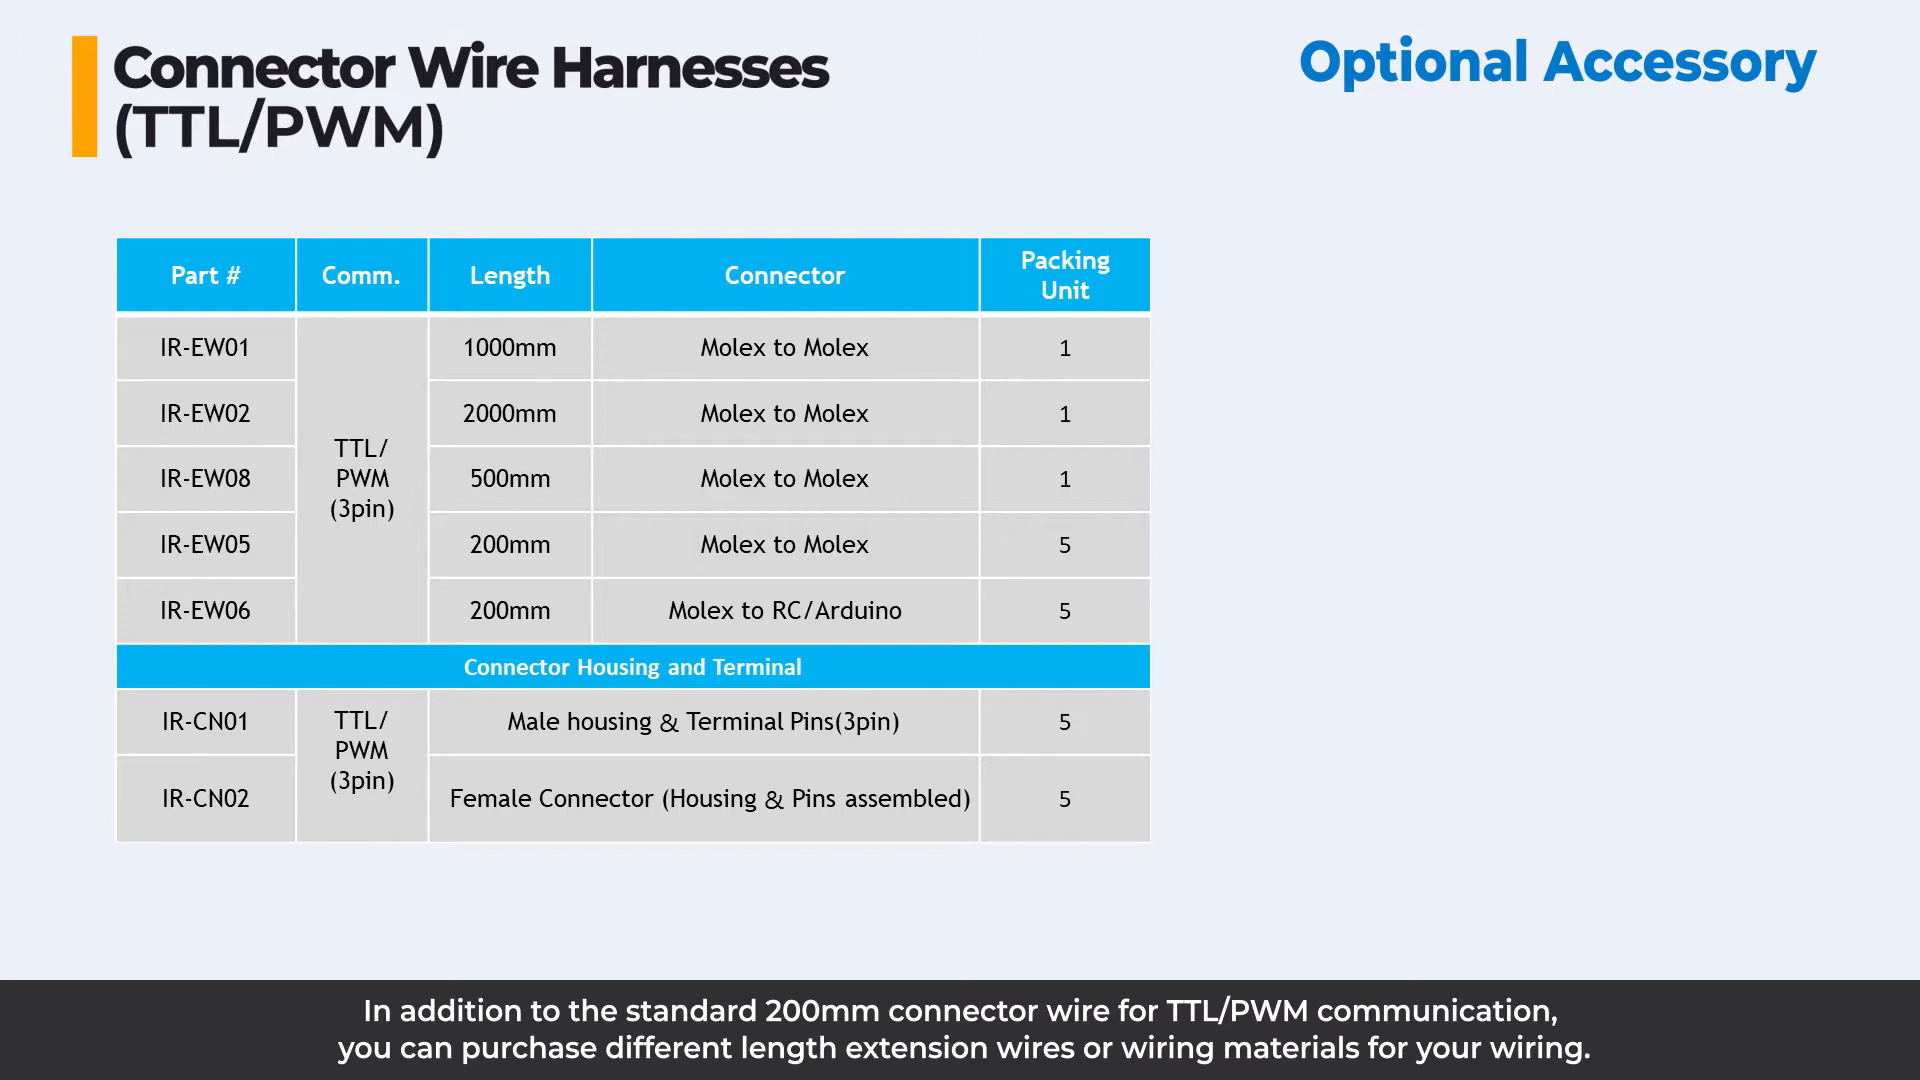 Connector Wire Harnesses
(TTL/PWM)
Optional Accessory
Part # Comm. Length Connector Packing Unit
IR-EW01 1000mm Molex to Molex 1
IR-EW02 2000mm Molex to Molex 1
TTL/
PWM
(3pin)
IR-EW08 500mm Molex to Molex 1
IR-EW05 200mm Molex to Molex 5
IR-EW06 200mm Molex to RC/Arduino 5
Connector Housing and Terminal
IR-CN01 Male housing & Terminal Pins(3pin) 5
TTL/
PWM
(3pin)
IR-CN02 Female Connector (Housing & Pins assembled) 5
In addition to the standard 200mm connector wire for TTL/PWM communication,
you can purchase different length extension wires or wiring materials for your wiring.